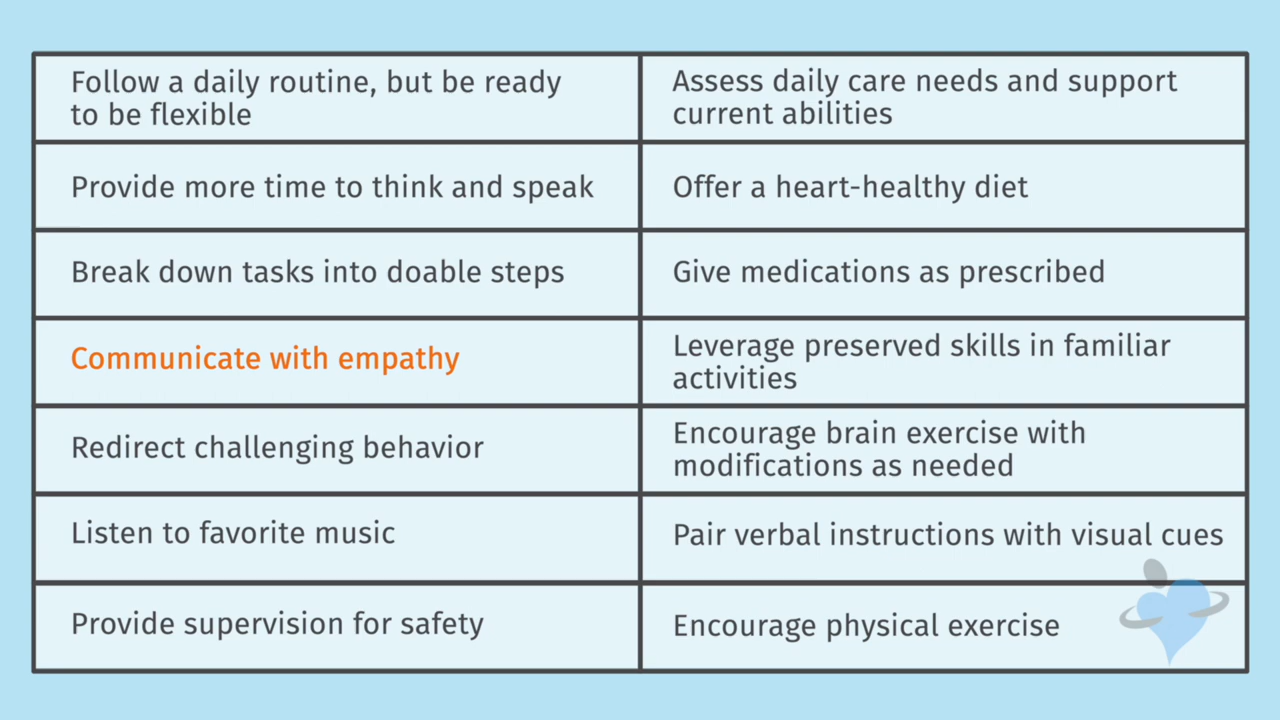 Follow a daily routine, but be ready
to be flexible
Assess daily care needs and support
current abilities
Provide more time to think and speak
Offer a heart-healthy diet
Break down tasks into doable steps
Give medications as prescribed
Communicate with empathy
Leverage preserved skills in familiar
activities
Redirect challenging behavior
Encourage brain exercise with
modifications as needed
Listen to favorite music
Pair verbal instructions with visual cues
Provide supervision for safety
Encourage physical exercise